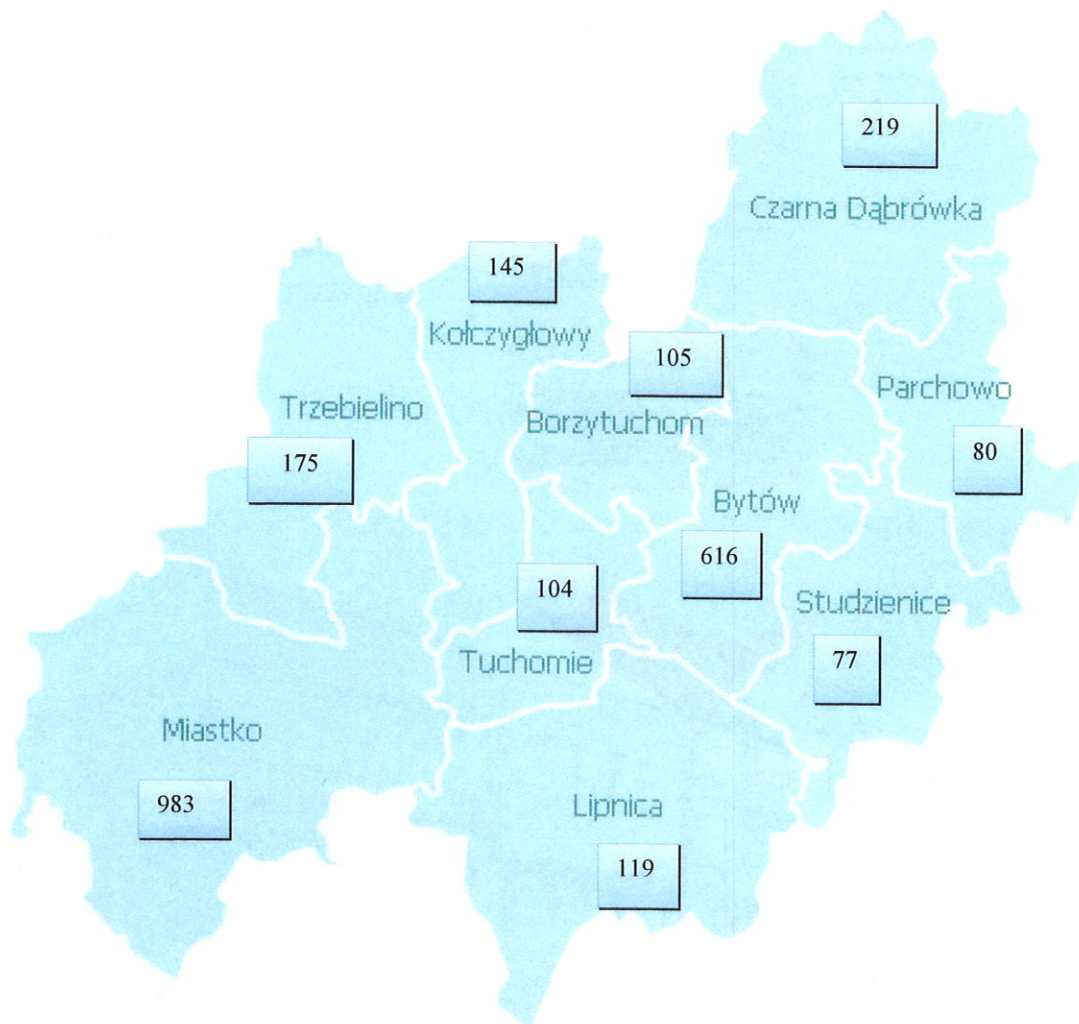 219
Czarna Dąbrówka
145
Kołczygłowy
105
Borzytuchom
Parchowo
80
Trzebielino
175
Bytów
616
104
Tuchomie
Studzienice
77
Miastko
983
Lipnica
119